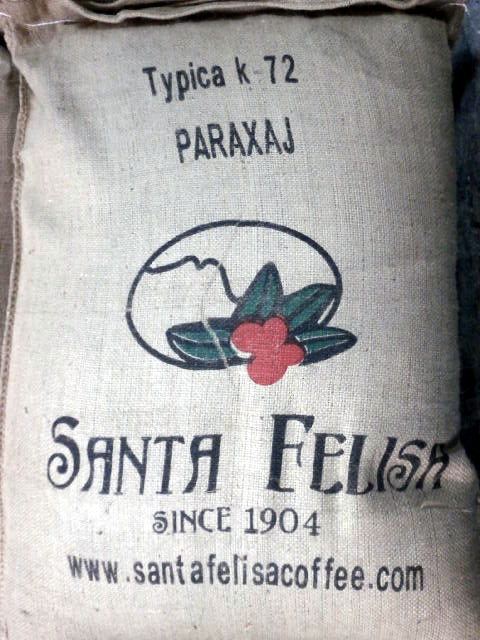 Typica k-72
PARAXAJ
SANTA FELISA
SINCE 1904
www.santafelisacoffee.com